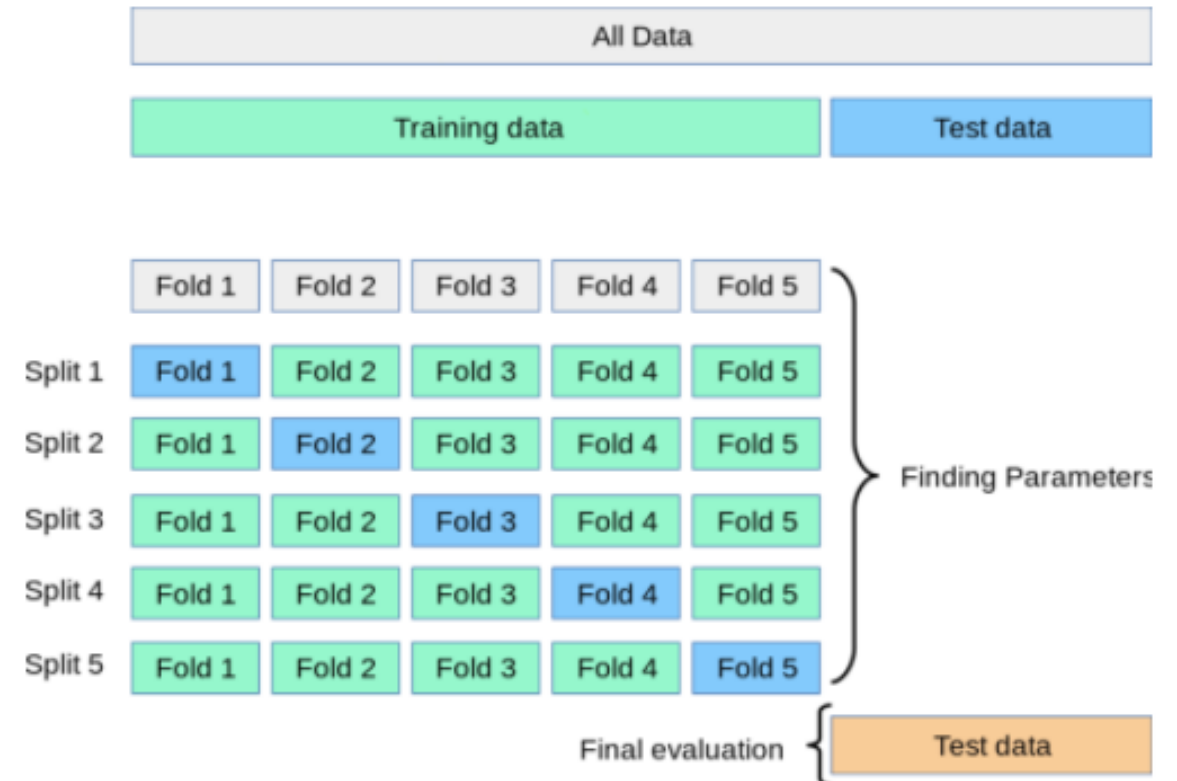 All Data
Training data Test data
Fold 1 Fold 2 Fold 3 Fold 4 Fold 5
Split 1 Fold 1 Fold 2 Fold 3 Fold 4 Fold 5
Split 2 Fold 1 Fold 2 Fold 3 Fold 4 Fold 5
Finding Parameters
Split 3 Fold 1 Fold 2 Fold 3 Fold 4 Fold 5
Split 4 Fold 1 Fold 2 Fold 3 Fold 4 Fold 5
Split 5 Fold 1 Fold 2 Fold 3 Fold 4 Fold 5
Final evaluation Test data